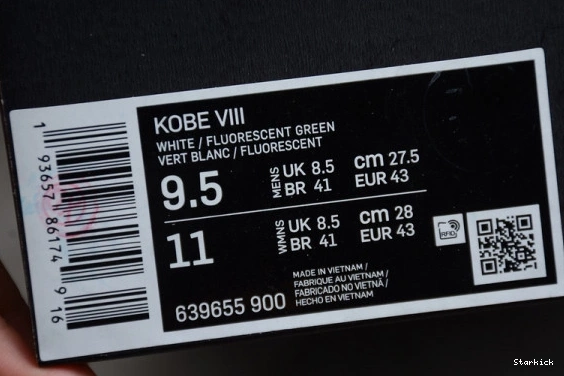 KOBE VIII
WHITE / FLUORESCENT GREEN
VERT BLANC / FLUORESCENT
9.5 MENS UK 8.5 cm 27.5
BR 41 EUR 43
11 WMNS UK 8.5 cm 28
BR 41 EUR 43
RFID
MADE IN VIETNAM /
FABRIQUE AU VIETNAM /
FABRICADO NO VIETNÃ /
HECHO EN VIETNAM
639655 900
1 93657 86174 9 16
Starkick